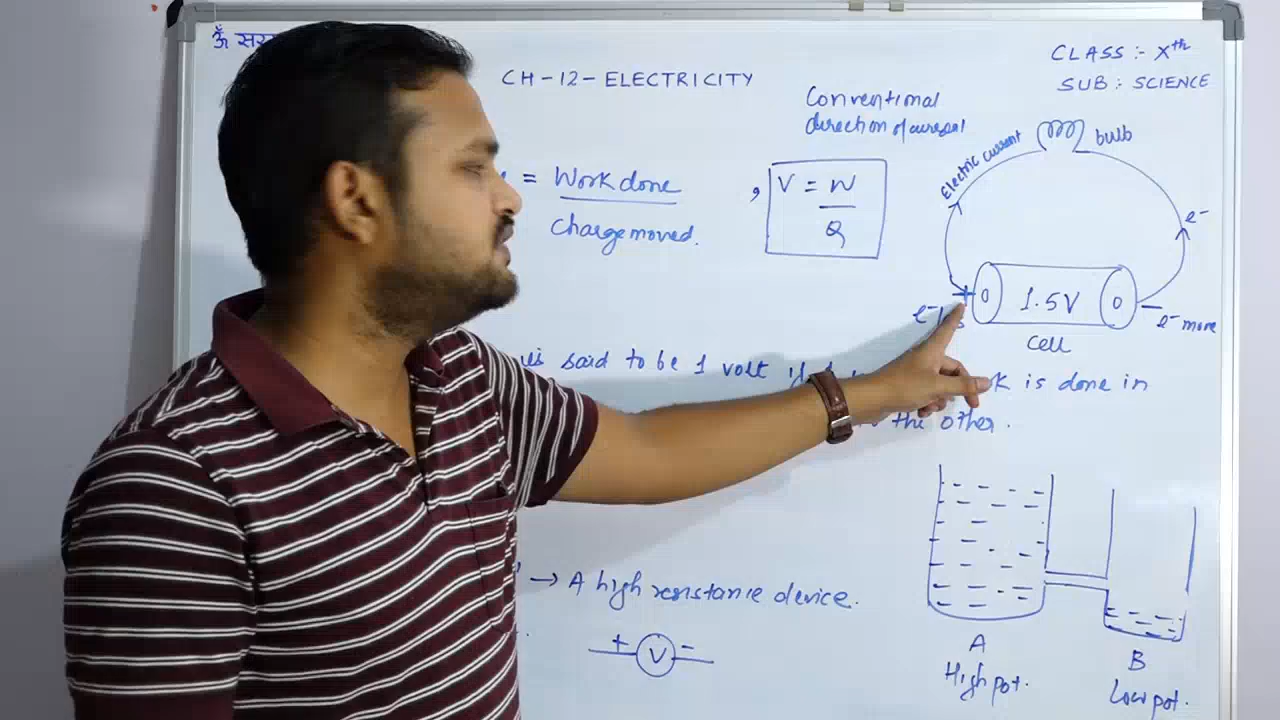 ॐ
CH-12-ELECTRICITY
CLASS :- Xth
SUB : SCIENCE
Conventional
direction of current
= Work done
Charge moved.
, V = W
Q
Electric current
bulb
e-
+
1.5V
-
e-
e- more
Cell
is said to be 1 volt if
is done in
the other.
→ A high resistance device.
+ V -
A
High pot.
B
Low pot.